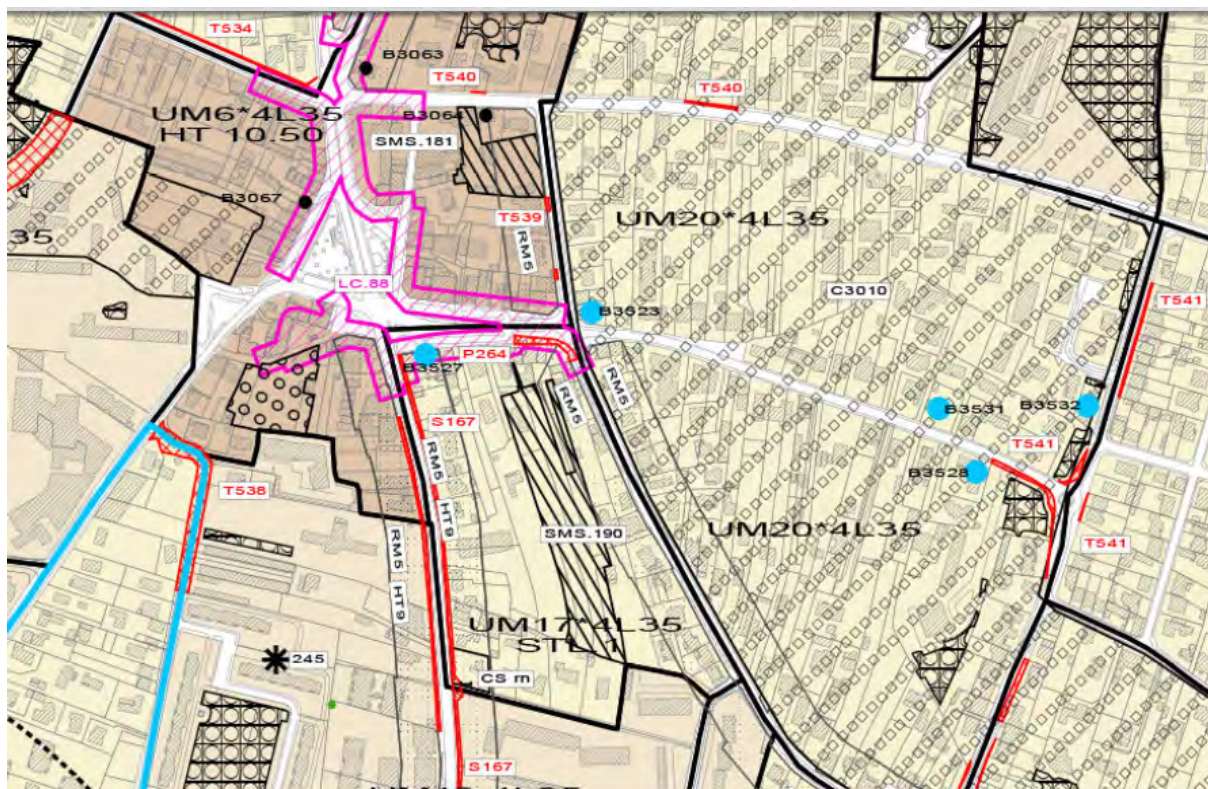 T534
B3063
T540
T540
UM6*4L35
HT 10.50
B3064
SMS.181
B3067
T539
UM20*4L35
35
RM5
LC.88
C3010
T541
B3523
P264
B3527
RM5
RM5
B3531
B3532
S167
T541
RM5
B3528
T538
HT9
SMS.190
UM20*4L35
T541
RM5
HT9
UM17*4L35
STL 1
245
CS rn
S167